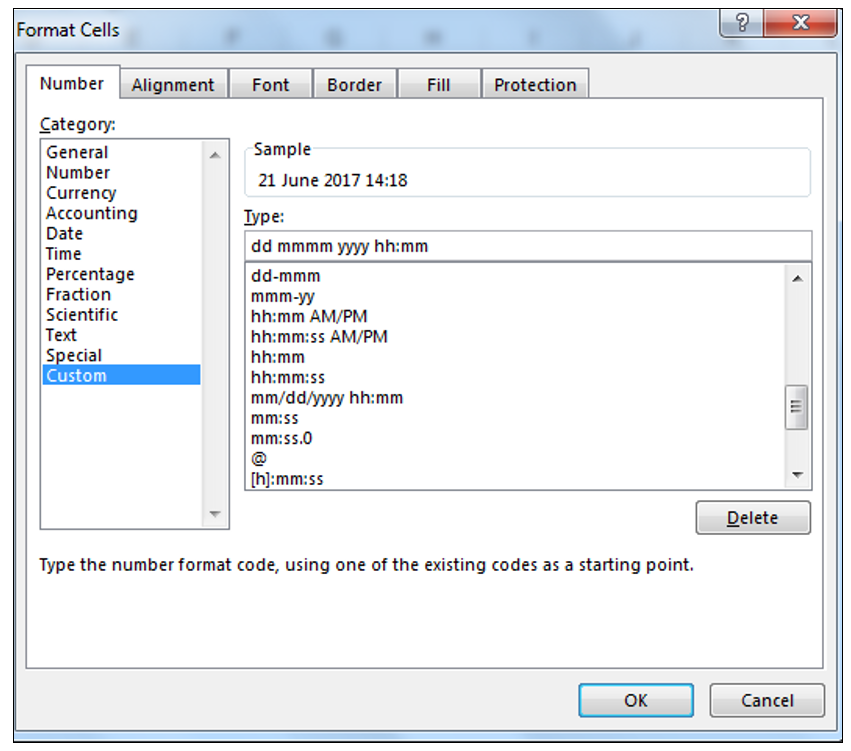 Format Cells
?
X
Number Alignment Font Border Fill Protection
Category:
General
Number
Currency
Accounting
Date
Time
Percentage
Fraction
Scientific
Text
Special
Custom
Sample
21 June 2017 14:18
Type:
dd mmmm yyyy hh:mm
dd-mmm
mmm-yy
hh:mm AM/PM
hh:mm:ss AM/PM
hh:mm
hh:mm:ss
mm/dd/yyyy hh:mm
mm:ss
mm:ss.0
@
[h]:mm:ss
Delete
Type the number format code, using one of the existing codes as a starting point.
OK Cancel